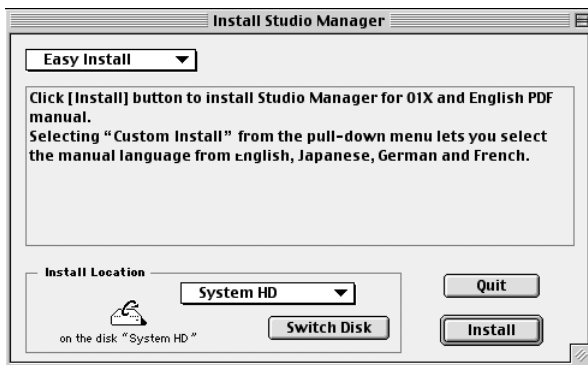 Install Studio Manager
Easy Install
Click [Install] button to install Studio Manager for 01X and English PDF
manual.
Selecting “Custom Install” from the pull-down menu lets you select
the manual language from English, Japanese, German and French.
Install Location
System HD
on the disk “System HD”
Switch Disk
Quit
Install